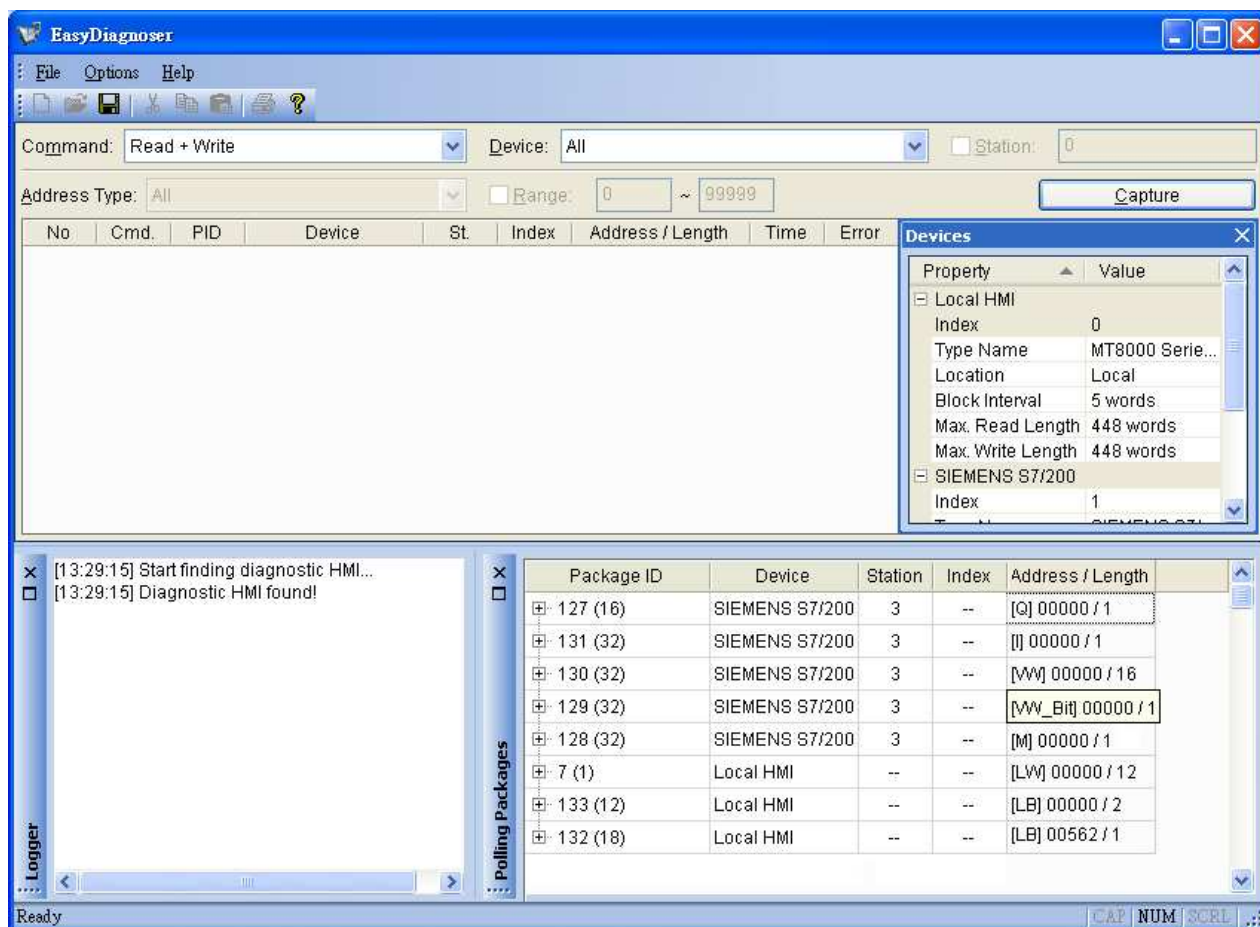 EasyDiagnoser
File Options Help
Command: Read + Write Device: All Station: 0
Address Type: All Range: 0 ~ 99999 Capture
No Cmd. PID Device St. Index Address / Length Time Error
Devices
Property Value
Local HMI
Index 0
Type Name MT8000 Serie...
Location Local
Block Interval 5 words
Max. Read Length 448 words
Max. Write Length 448 words
SIEMENS S7/200
Index 1
Logger
[13:29:15] Start finding diagnostic HMI...
[13:29:15] Diagnostic HMI found!
Polling Packages
Package ID Device Station Index Address / Length
127 (16) SIEMENS S7/200 3 -- [Q] 00000 / 1
131 (32) SIEMENS S7/200 3 -- [I] 00000 / 1
130 (32) SIEMENS S7/200 3 -- [VW] 00000 / 16
129 (32) SIEMENS S7/200 3 -- [VW_Bit] 00000 / 1
128 (32) SIEMENS S7/200 3 -- [M] 00000 / 1
7 (1) Local HMI -- -- [LW] 00000 / 12
133 (12) Local HMI -- -- [LB] 00000 / 2
132 (18) Local HMI -- -- [LB] 00562 / 1
Ready CAP NUM SCRL